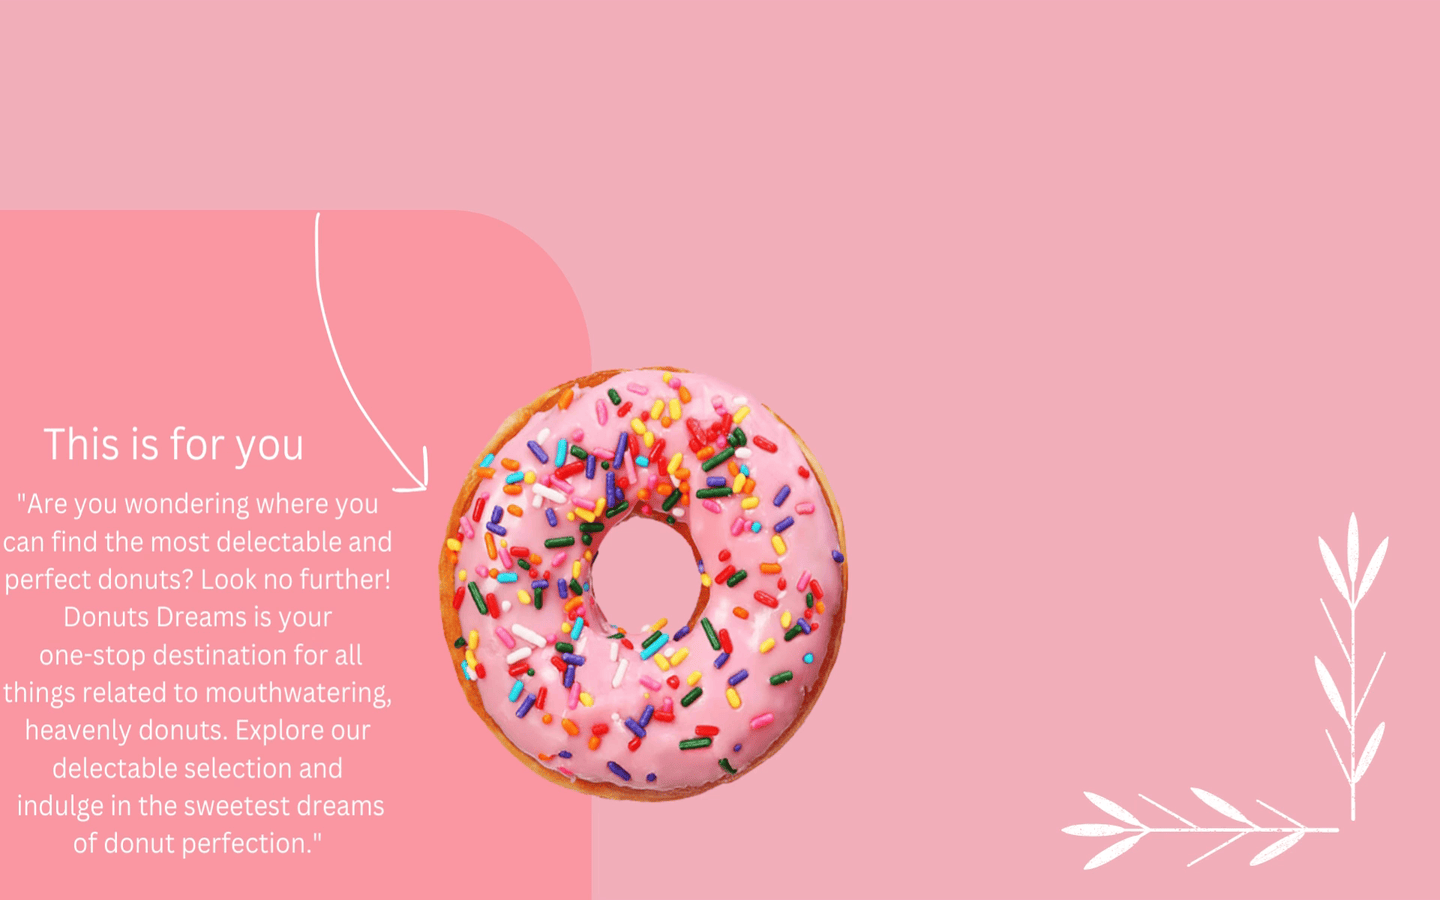 This is for you
"Are you wondering where you
can find the most delectable and
perfect donuts? Look no further!
Donuts Dreams is your
one-stop destination for all
things related to mouthwatering,
heavenly donuts. Explore our
delectable selection and
indulge in the sweetest dreams
of donut perfection."